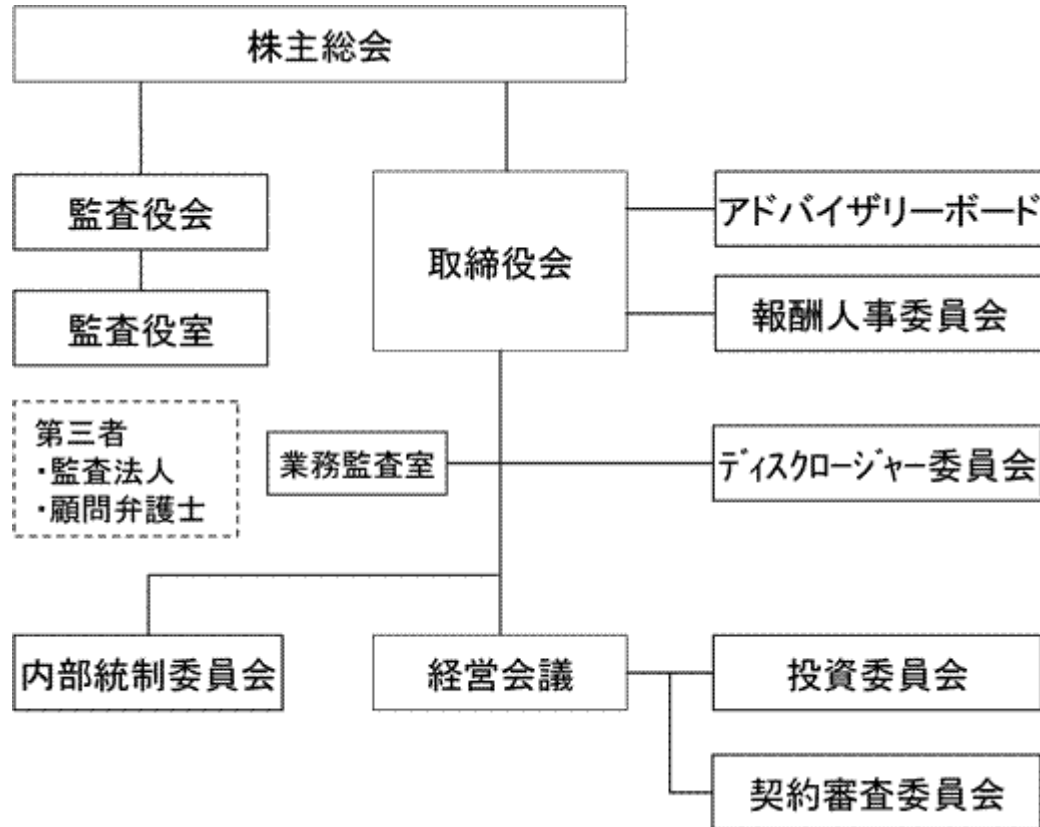 株主総会
監査役会
取締役会
アドバイザリーボード
監査役室
報酬人事委員会
第三者
・監査法人
・顧問弁護士
業務監査室
ディスクロージャー委員会
内部統制委員会
経営会議
投資委員会
契約審査委員会